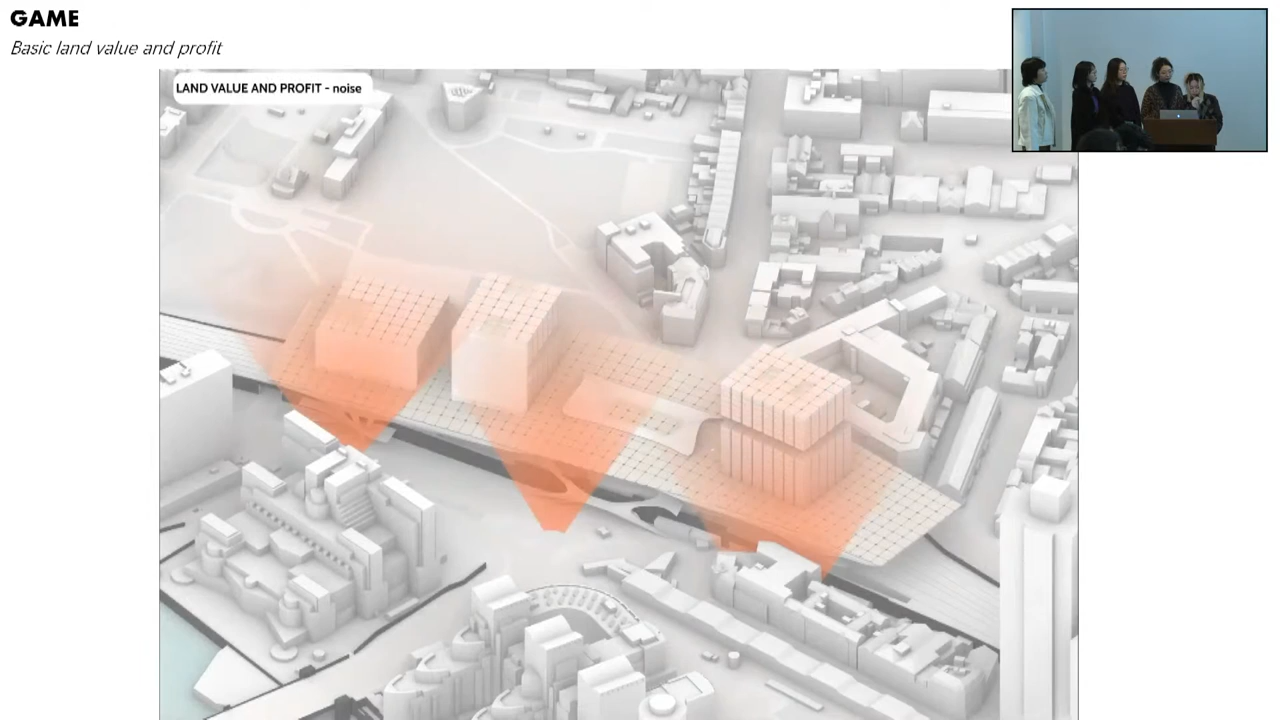 GAME
Basic land value and profit
LAND VALUE AND PROFIT - noise